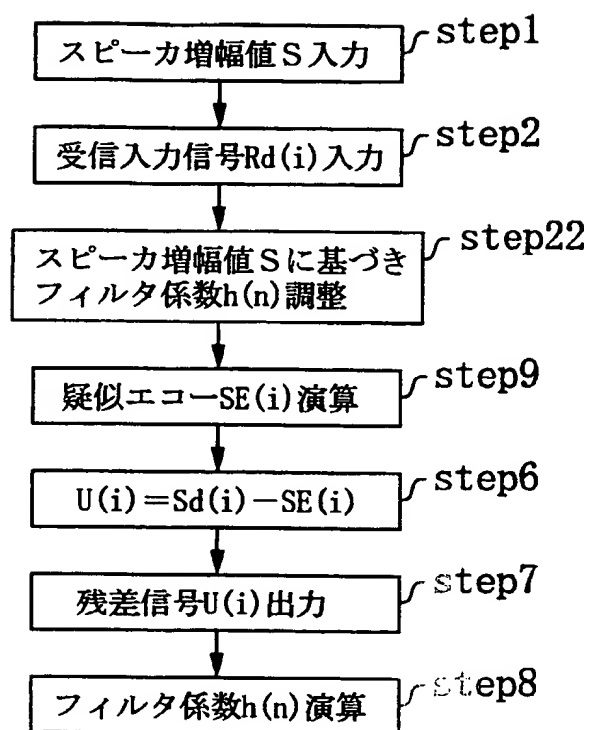 スピーカ増幅値S入力
step1
受信入力信号Rd(i)入力
step2
スピーカ増幅値Sに基づき
フィルタ係数h(n)調整
step22
疑似エコーSE(i)演算
step9
U(i)=Sd(i)-SE(i)
step6
残差信号U(i)出力
step7
フィルタ係数h(n)演算
step8